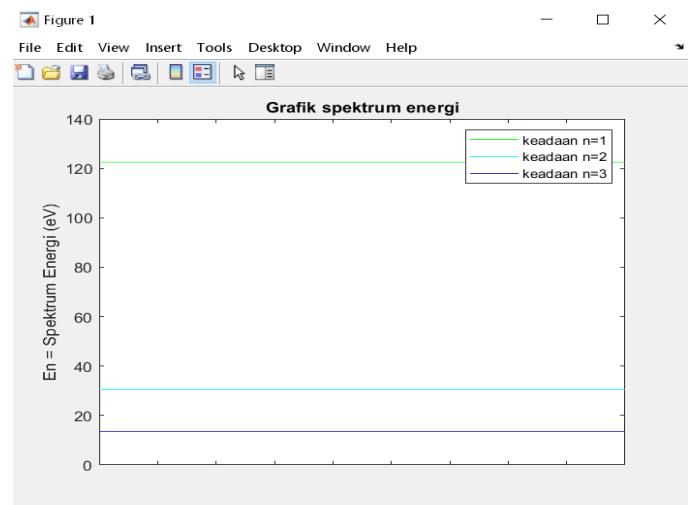 Figure 1
File Edit View Insert Tools Desktop Window Help
Grafik spektrum energi
En = Spektrum Energi (eV)
140
120
100
80
60
40
20
0
keadaan n=1
keadaan n=2
keadaan n=3